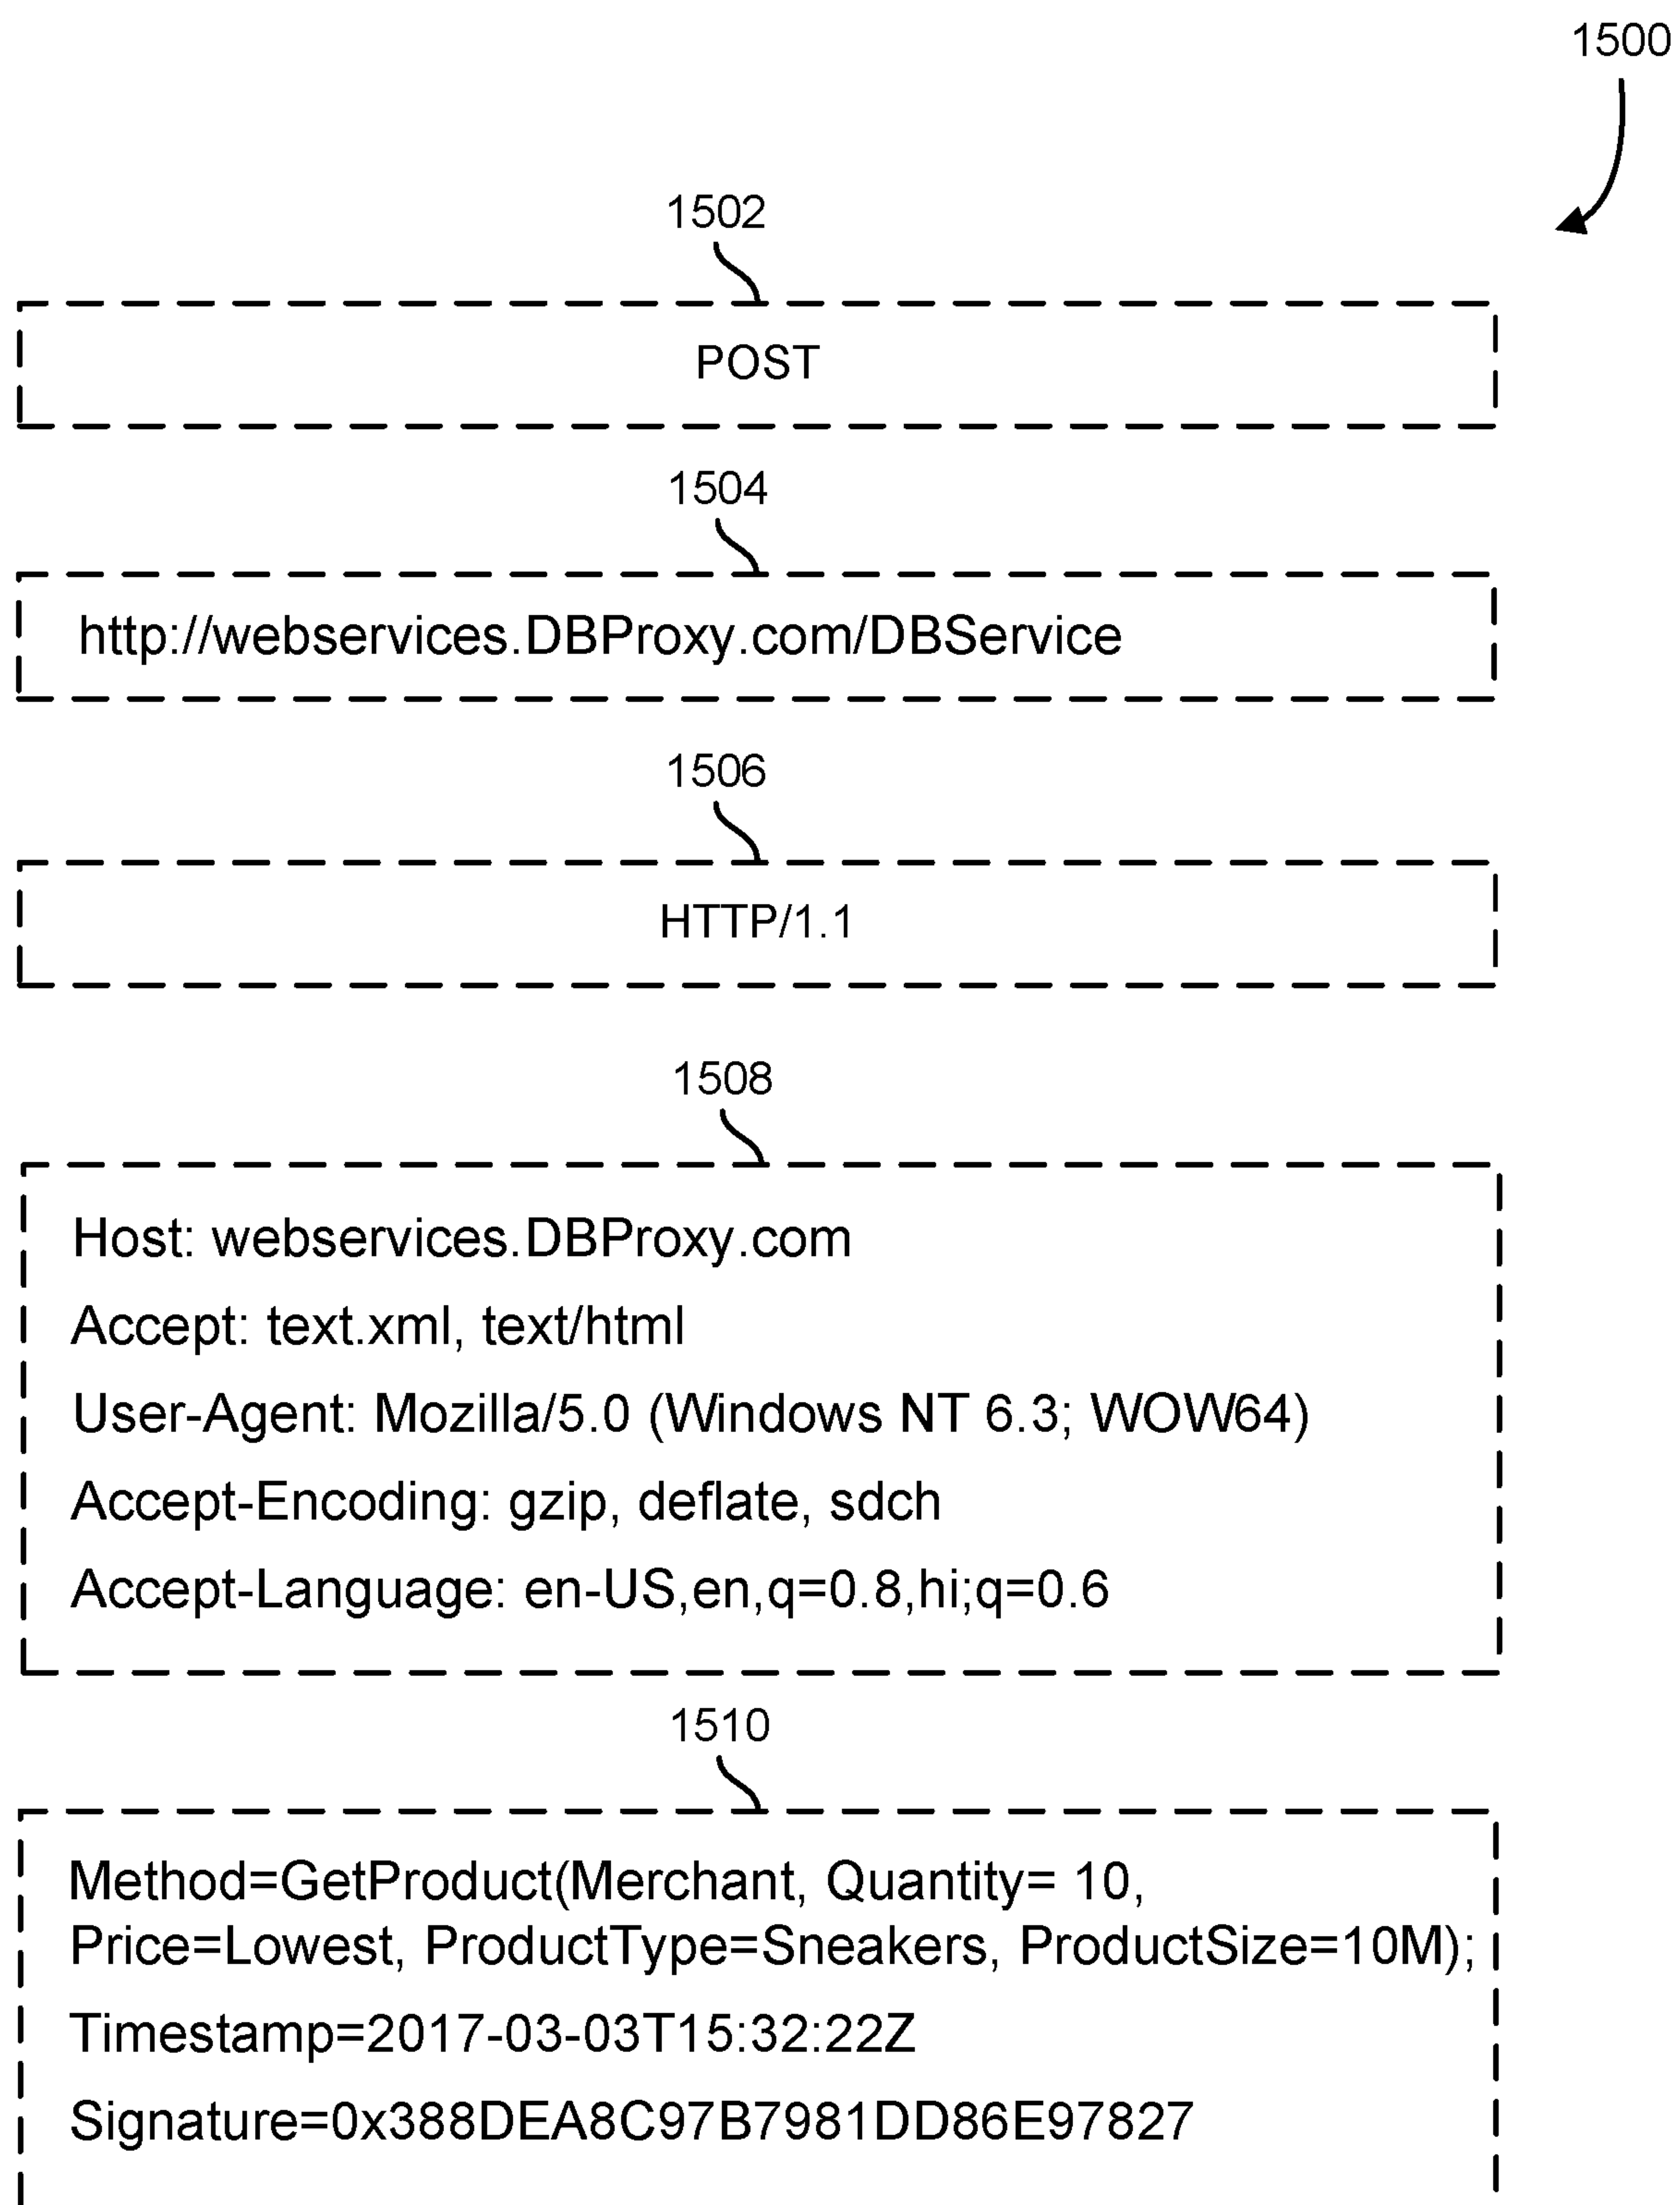 1500
1502
POST
1504
http://webservices.DBProxy.com/DBService
1506
HTTP/1.1
1508
Host: webservices.DBProxy.com
Accept: text.xml, text/html
User-Agent: Mozilla/5.0 (Windows NT 6.3; WOW64)
Accept-Encoding: gzip, deflate, sdch
Accept-Language: en-US,en,q=0.8,hi;q=0.6
1510
Method=GetProduct(Merchant, Quantity= 10,
Price=Lowest, ProductType=Sneakers, ProductSize=10M);
Timestamp=2017-03-03T15:32:22Z
Signature=0x388DEA8C97B7981DD86E97827